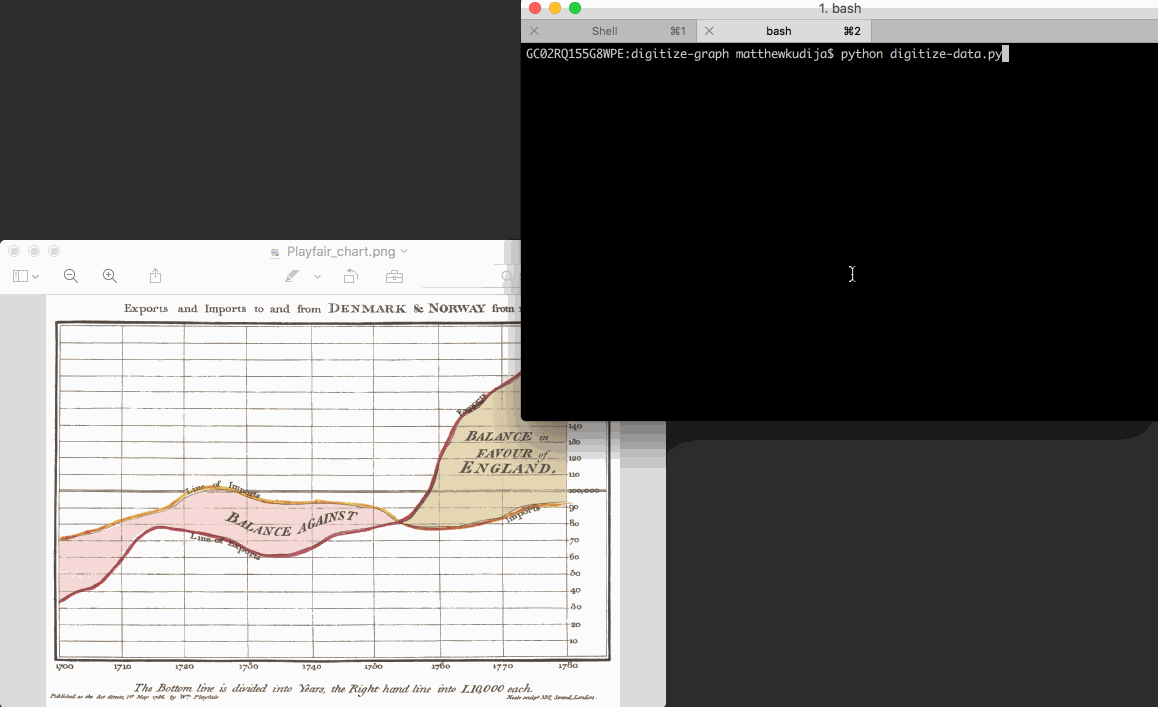 1. bash
Shell ⌘1 bash ⌘2
GC02RQ155G8WPE:digitize-graph matthewkudija$ python digitize-data.py
Playfair_chart.png
Exports and Imports to and from DENMARK & NORWAY from
Exports
140
130
120
110
100,000
90
80
70
60
50
40
30
20
10
BALANCE in
FAVOUR of
ENGLAND.
Line of Imports
BALANCE AGAINST
Imports
Line of Exports
1700 1710 1720 1730 1740 1750 1760 1770 1780
The Bottom line is divided into Years, the Right hand line into L10,000 each.
Published as the Act directs, 1st May 1786. by Wm. Playfair
Neele sculpt 352, Strand, London.